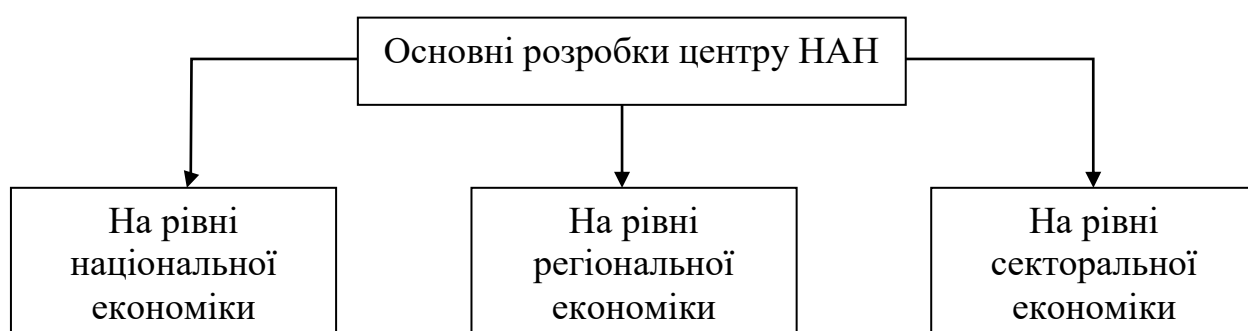 Основні розробки центру НАН
На рівні
національної
економіки
На рівні
регіональної
економіки
На рівні
секторальної
економіки